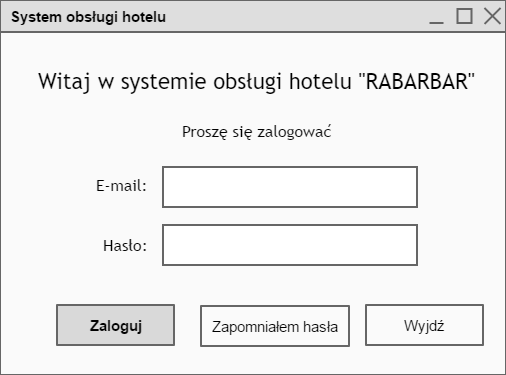 System obsługi hotelu
Witaj w systemie obsługi hotelu "RABARBAR"
Proszę się zalogować
E-mail:
Hasło:
Zaloguj
Zapomniałem hasła
Wyjdź